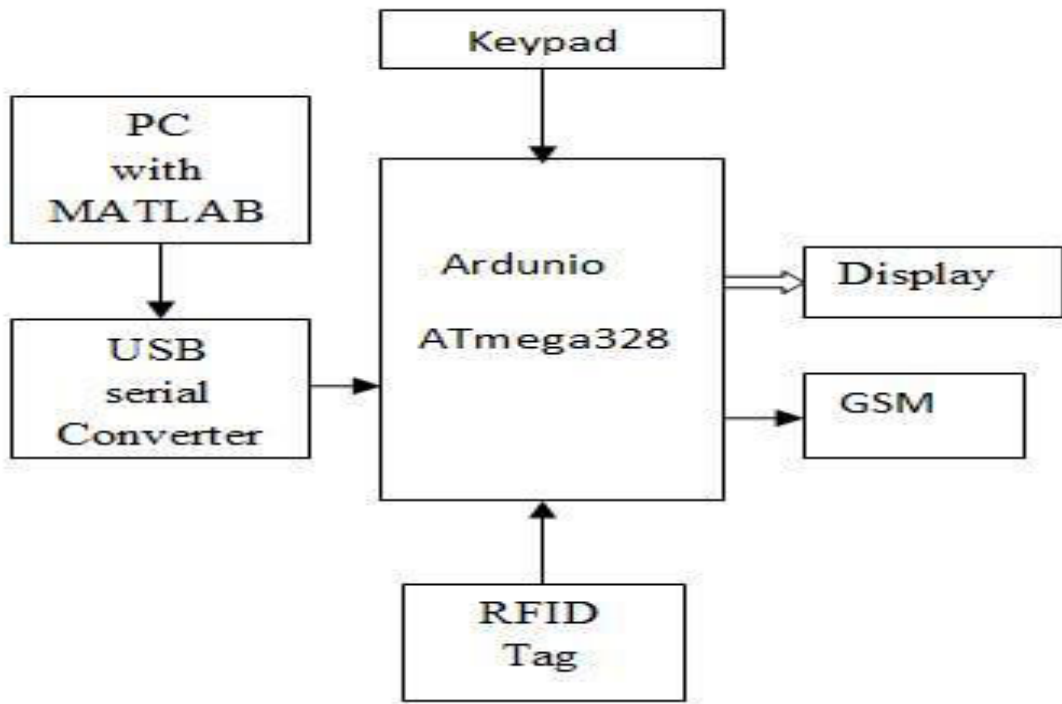 Keypad
PC
with
MATLAB
Ardunio
ATmega328
Display
USB
serial
Converter
GSM
RFID
Tag